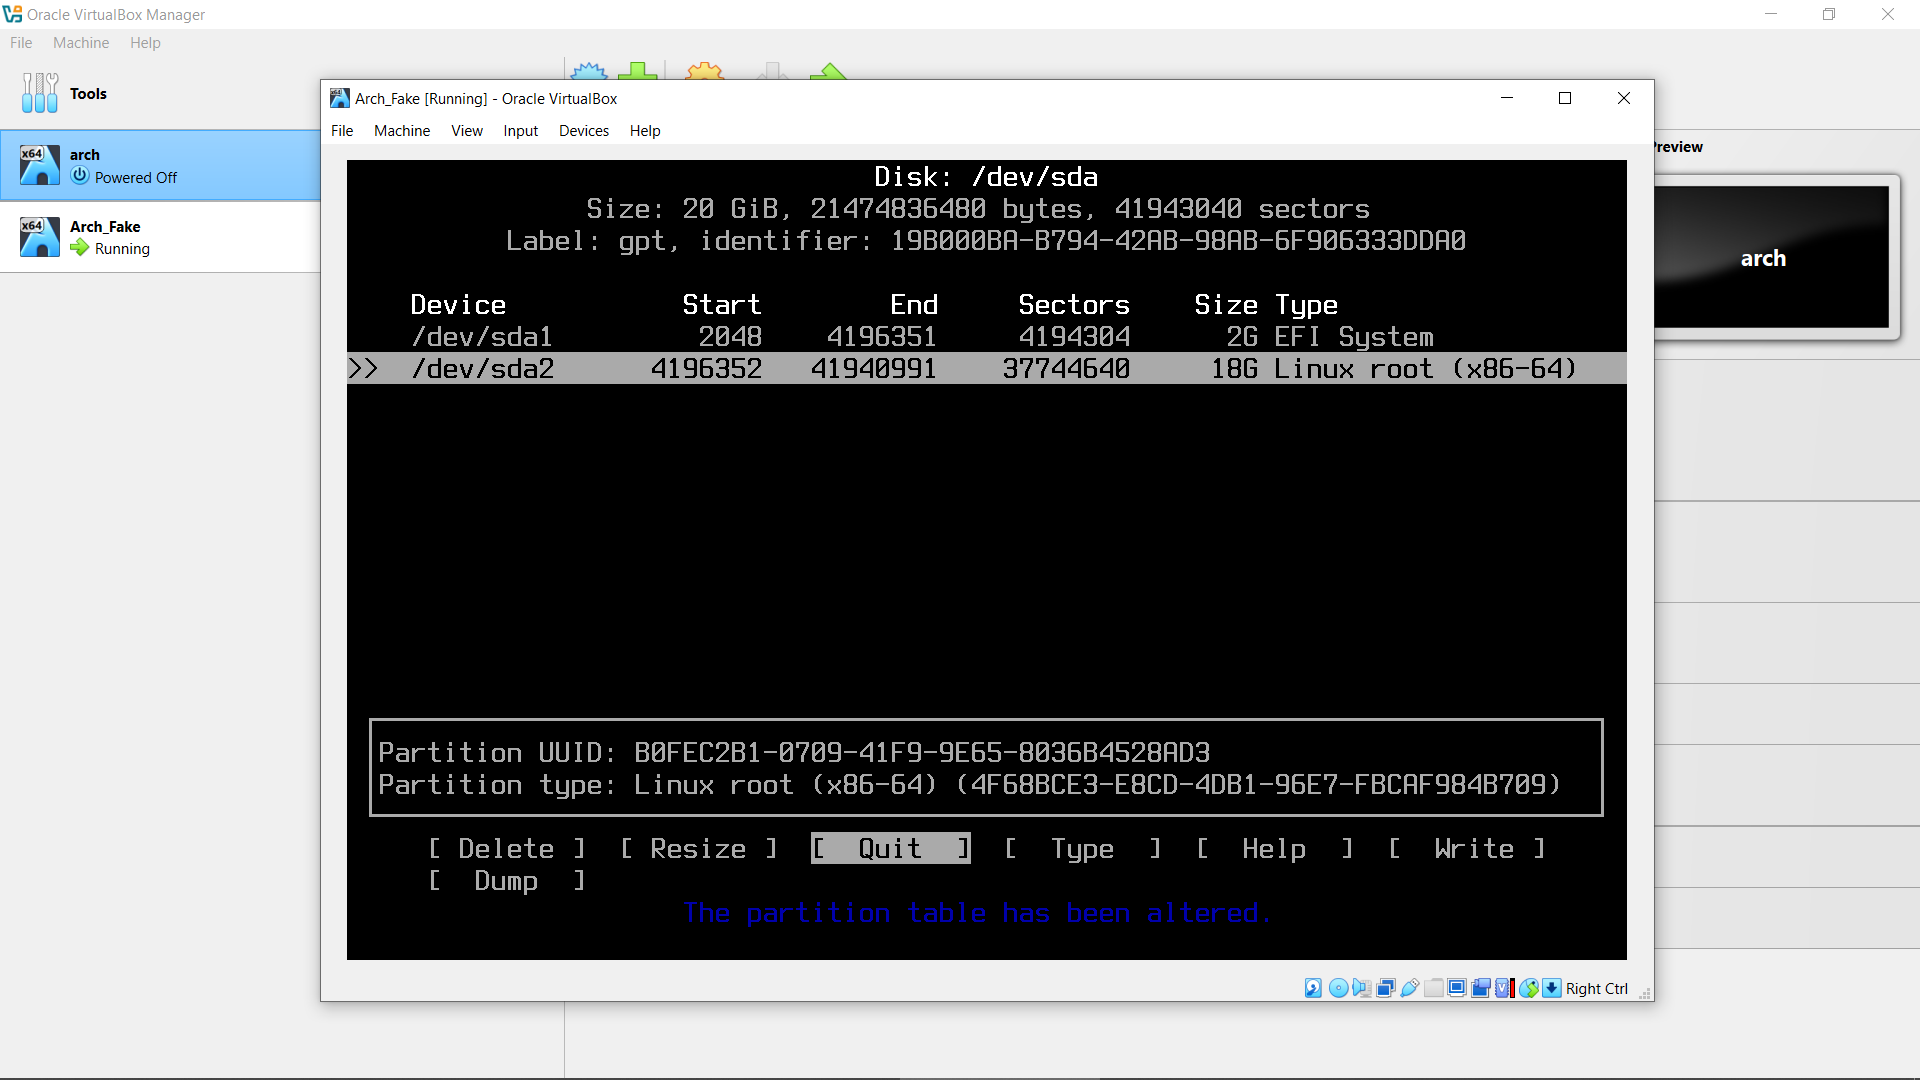 Oracle VirtualBox Manager
File Machine Help
Tools
x64 arch
Powered Off
x64 Arch_Fake
Running
Arch_Fake [Running] - Oracle VirtualBox
File Machine View Input Devices Help
Disk: /dev/sda
Size: 20 GiB, 21474836480 bytes, 41943040 sectors
Label: gpt, identifier: 19B000BA-B794-42AB-98AB-6F906333DDA0
Device Start End Sectors Size Type
/dev/sda1 2048 4196351 4194304 2G EFI System
>> /dev/sda2 4196352 41940991 37744640 18G Linux root (x86-64)
Partition UUID: B0FEC2B1-0709-41F9-9E65-8036B4528AD3
Partition type: Linux root (x86-64) (4F68BCE3-E8CD-4DB1-96E7-FBCAF984B709)
[ Delete ] [ Resize ] [ Quit ] [ Type ] [ Help ] [ Write ]
[ Dump ]
The partition table has been altered.
Right Ctrl
Preview
arch